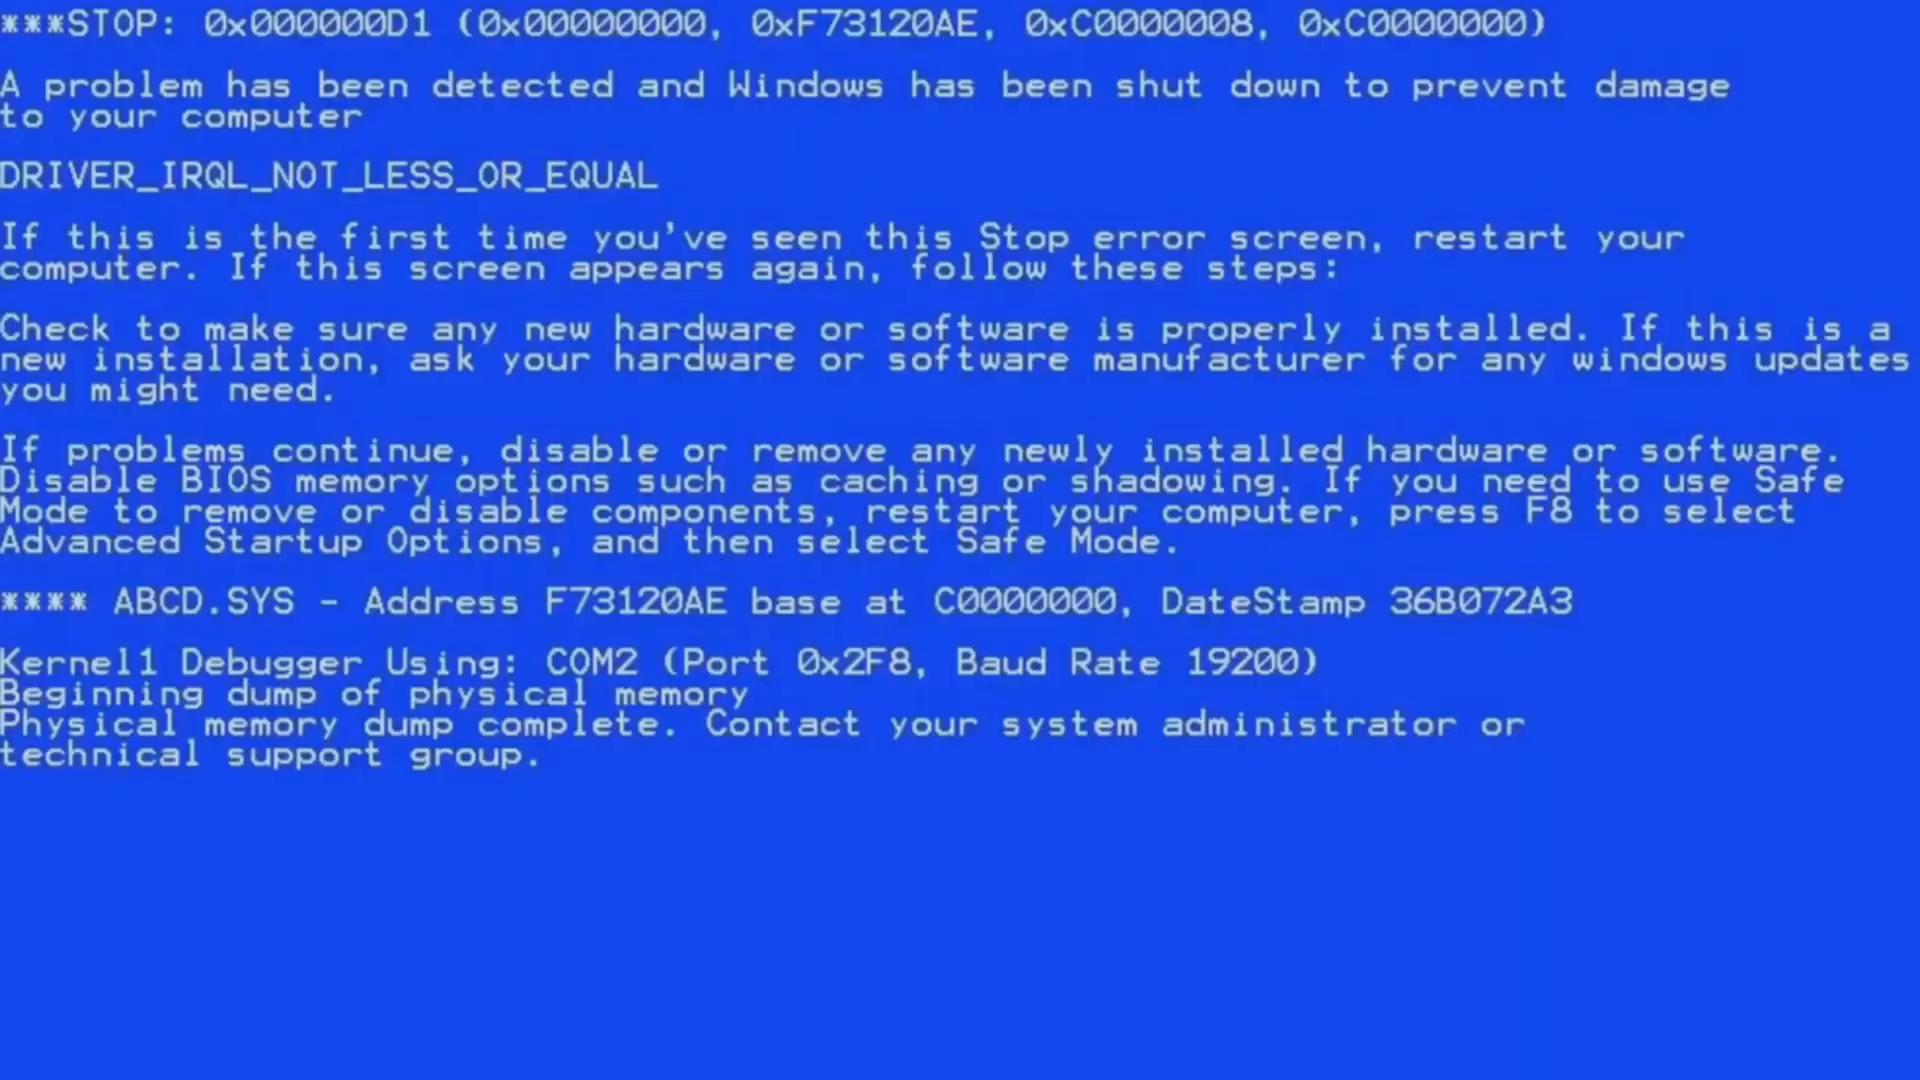 ***STOP: 0x000000D1 (0x00000000, 0xF73120AE, 0xC0000008, 0xC0000000)
A problem has been detected and Windows has been shut down to prevent damage
to your computer
DRIVER_IRQL_NOT_LESS_OR_EQUAL
If this is the first time you've seen this Stop error screen, restart your
computer. If this screen appears again, follow these steps:
Check to make sure any new hardware or software is properly installed. If this is a
new installation, ask your hardware or software manufacturer for any windows updates
you might need.
If problems continue, disable or remove any newly installed hardware or software.
Disable BIOS memory options such as caching or shadowing. If you need to use Safe
Mode to remove or disable components, restart your computer, press F8 to select
Advanced Startup Options, and then select Safe Mode.
**** ABCD.SYS - Address F73120AE base at C0000000, DateStamp 36B072A3
Kernel1 Debugger Using: COM2 (Port 0x2F8, Baud Rate 19200)
Beginning dump of physical memory
Physical memory dump complete. Contact your system administrator or
technical support group.